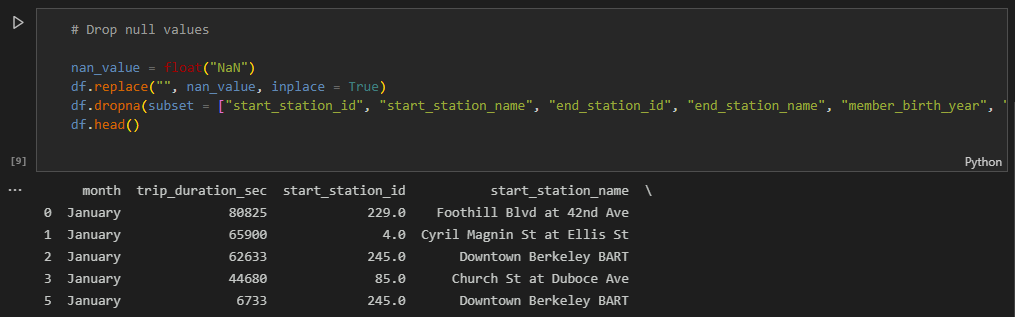 # Drop null values
nan_value = float("NaN")
df.replace("", nan_value, inplace = True)
df.dropna(subset = ["start_station_id", "start_station_name", "end_station_id", "end_station_name", "member_birth_year", "
df.head()
[9]
Python
... month trip_duration_sec start_station_id start_station_name \
0 January 80825 229.0 Foothill Blvd at 42nd Ave
1 January 65900 4.0 Cyril Magnin St at Ellis St
2 January 62633 245.0 Downtown Berkeley BART
3 January 44680 85.0 Church St at Duboce Ave
5 January 6733 245.0 Downtown Berkeley BART